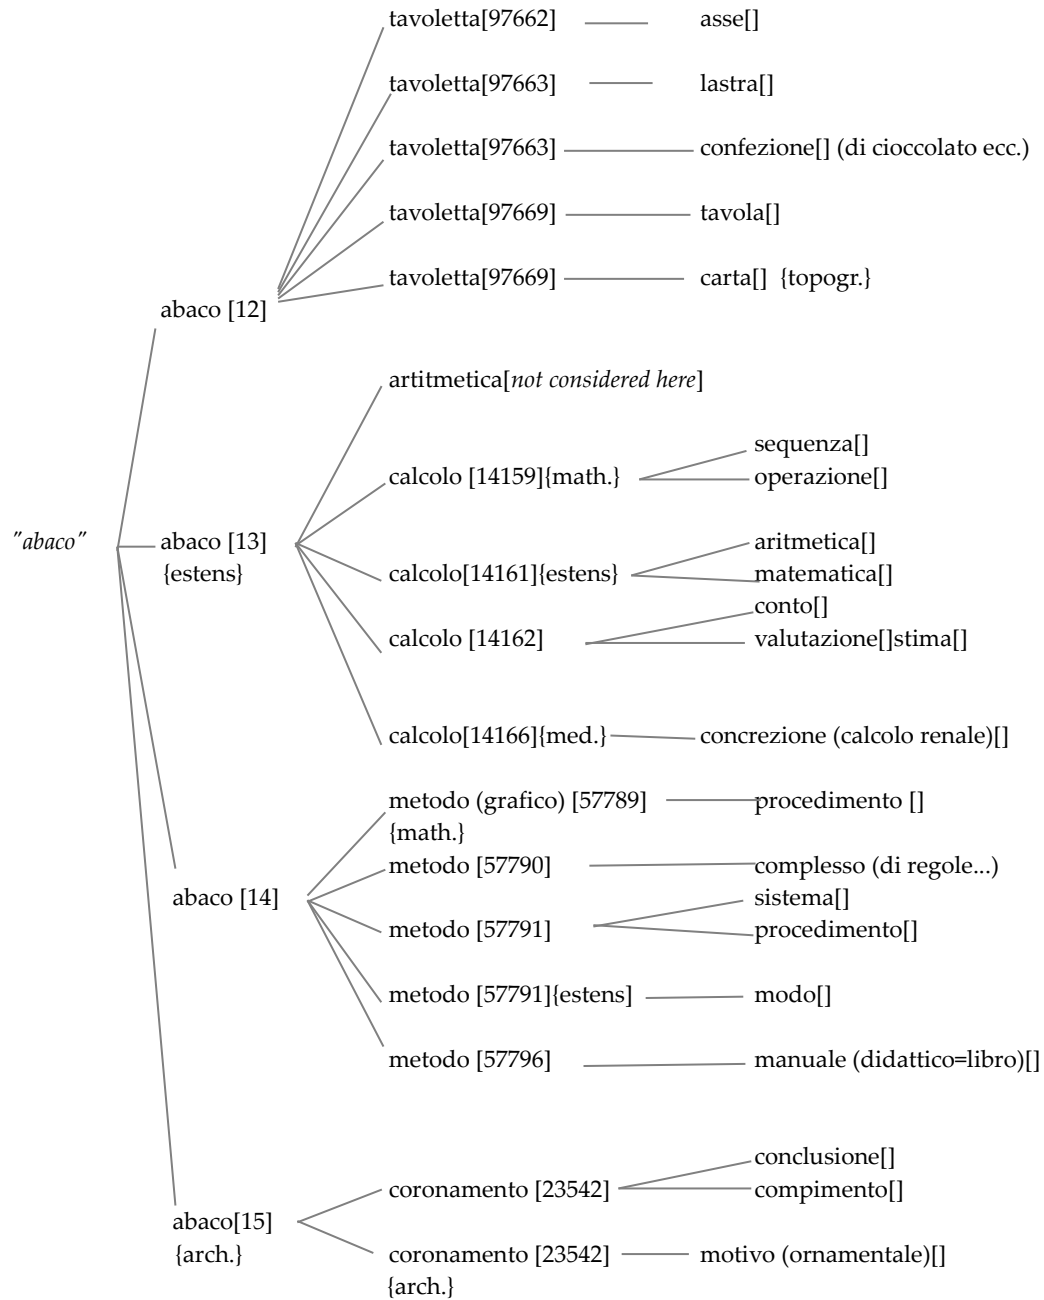 tavoletta[97662] asse[]
tavoletta[97663] lastra[]
tavoletta[97663] confezione[] (di cioccolato ecc.)
tavoletta[97669] tavola[]
tavoletta[97669] carta[] {topogr.}
abaco [12]
artitmetica[not considered here]
sequenza[]
calcolo [14159]{math.} operazione[]
"abaco" abaco [13] aritmetica[]
{estens} calcolo[14161]{estens} matematica[]
conto[]
calcolo [14162] valutazione[]stima[]
calcolo[14166]{med.} concrezione (calcolo renale)[]
metodo (grafico) [57789] procedimento []
{math.}
metodo [57790] complesso (di regole...)
abaco [14] sistema[]
metodo [57791] procedimento[]
metodo [57791]{estens] modo[]
metodo [57796] manuale (didattico=libro)[]
conclusione[]
coronamento [23542] compimento[]
abaco[15]
{arch.} coronamento [23542] motivo (ornamentale)[]
{arch.}